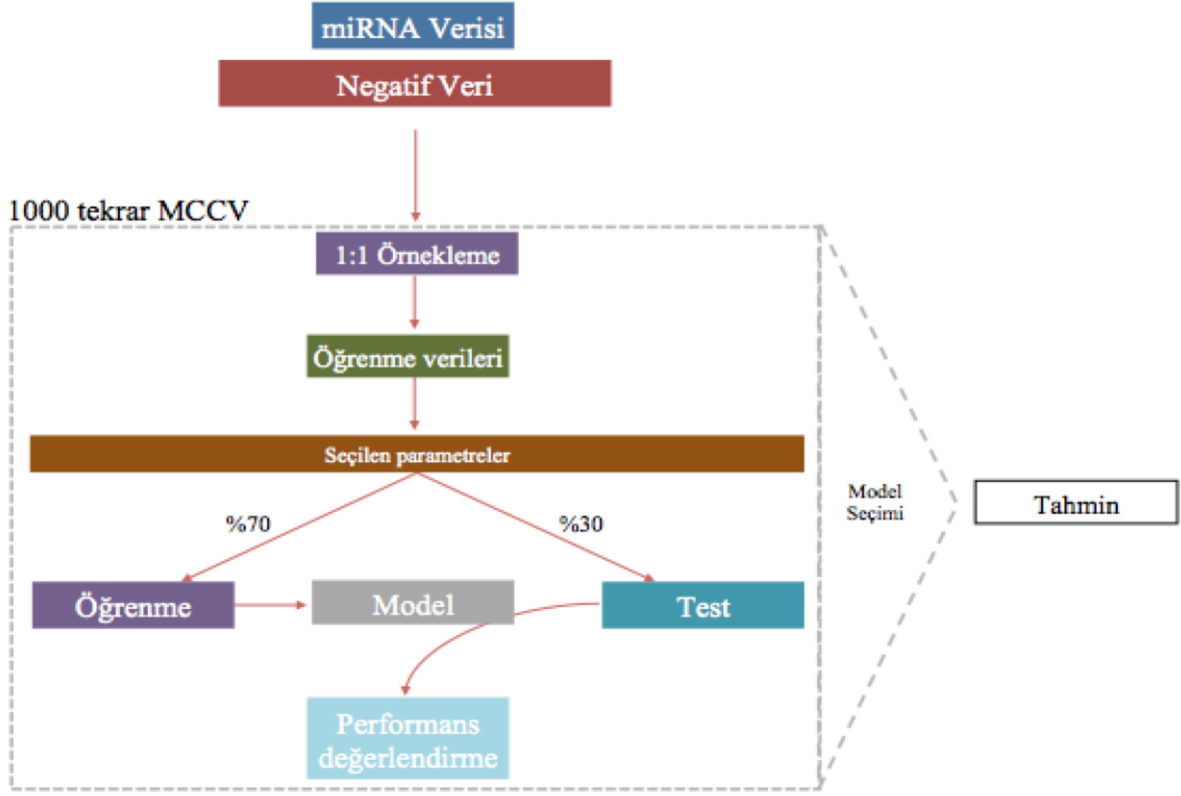 miRNA Verisi
Negatif Veri
1000 tekrar MCCV
1:1 Örnekleme
Öğrenme verileri
Seçilen parametreler
%70
%30
Model
Seçimi
Tahmin
Öğrenme
Model
Test
Performans
değerlendirme